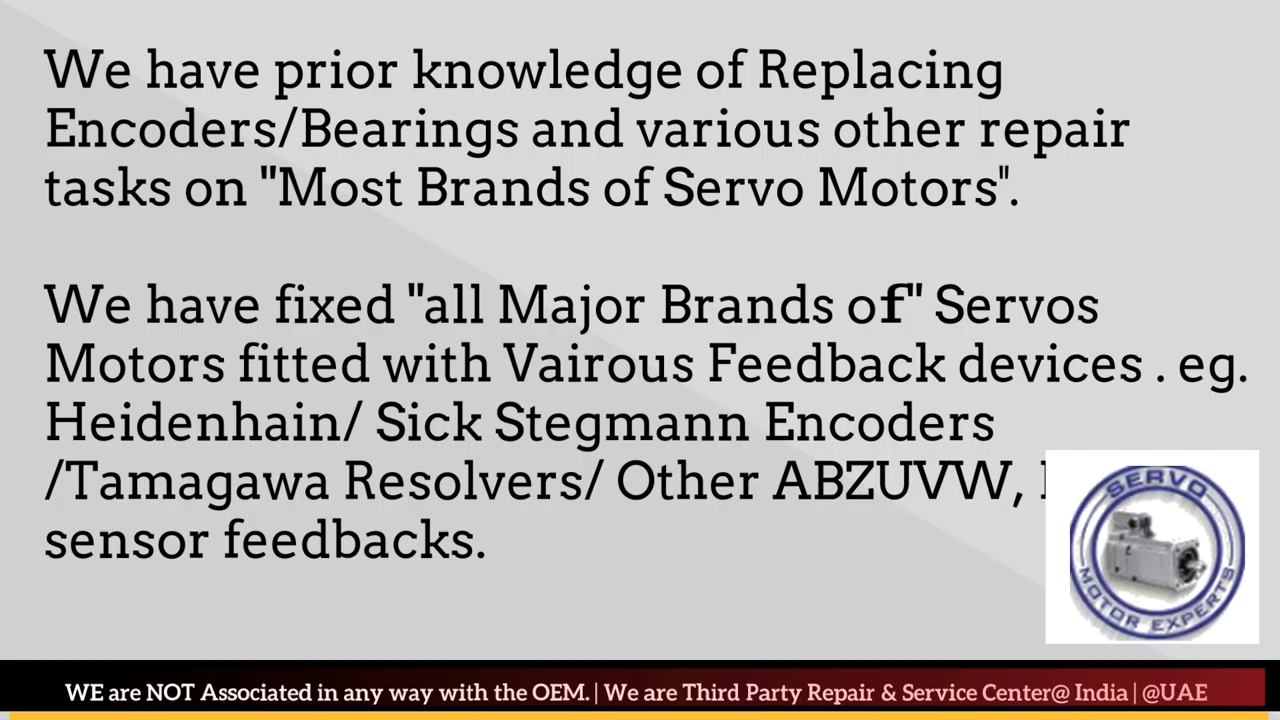 We have prior knowledge of Replacing
Encoders/Bearings and various other repair
tasks on "Most Brands of Servo Motors".
We have fixed "all Major Brands of" Servos
Motors fitted with Vairous Feedback devices . eg.
Heidenhain/ Sick Stegmann Encoders
/Tamagawa Resolvers/ Other ABZUVW,
sensor feedbacks.
SERVO
MOTOR EXPERTS
WE are NOT Associated in any way with the OEM. | We are Third Party Repair & Service Center@ India | @UAE